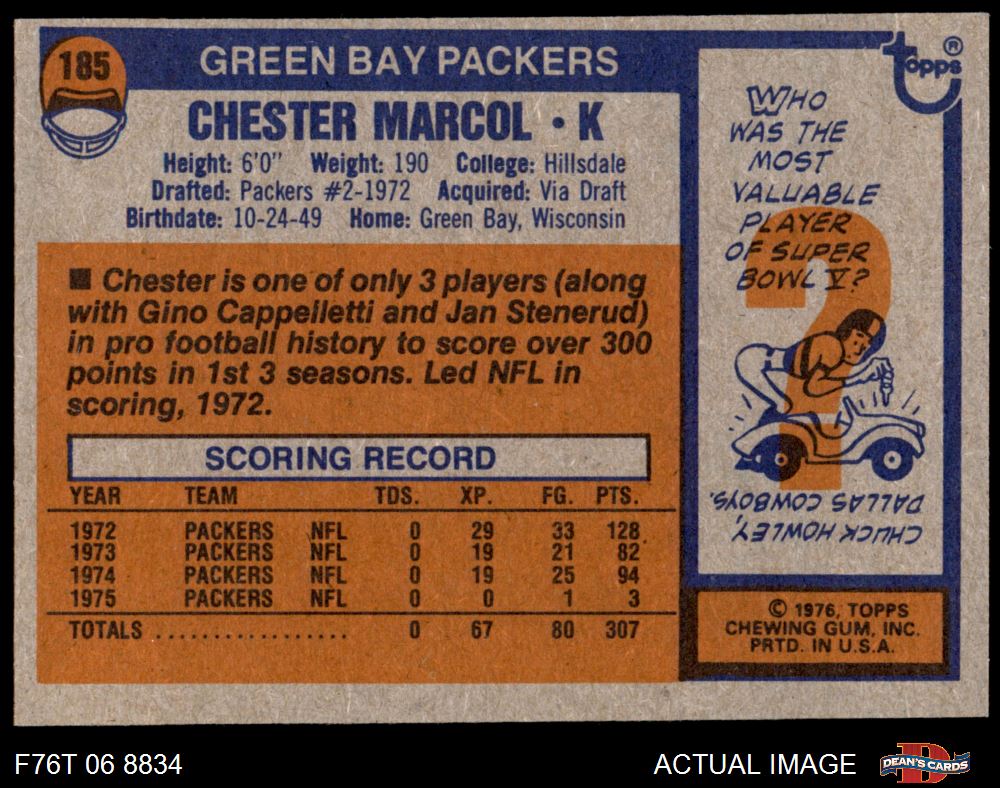 185
GREEN BAY PACKERS
CHESTER MARCOL • K
Height: 6'0" Weight: 190 College: Hillsdale
Drafted: Packers #2-1972 Acquired: Via Draft
Birthdate: 10-24-49 Home: Green Bay, Wisconsin
■ Chester is one of only 3 players (along
with Gino Cappelletti and Jan Stenerud)
in pro football history to score over 300
points in 1st 3 seasons. Led NFL in
scoring, 1972.
SCORING RECORD
YEAR TEAM TDS. XP. FG. PTS.
1972 PACKERS NFL 0 29 33 128
1973 PACKERS NFL 0 19 21 82
1974 PACKERS NFL 0 19 25 94
1975 PACKERS NFL 0 0 1 3
TOTALS ................. 0 67 80 307
topps ®
WHO
WAS THE
MOST
VALUABLE
PLAYER
OF SUPER
BOWL V?
?
CHUCK HOWLEY,
DALLAS COWBOYS.
© 1976, TOPPS
CHEWING GUM, INC.
PRTD. IN U.S.A.
F76T 06 8834
ACTUAL IMAGE
D
DEAN'S CARDS